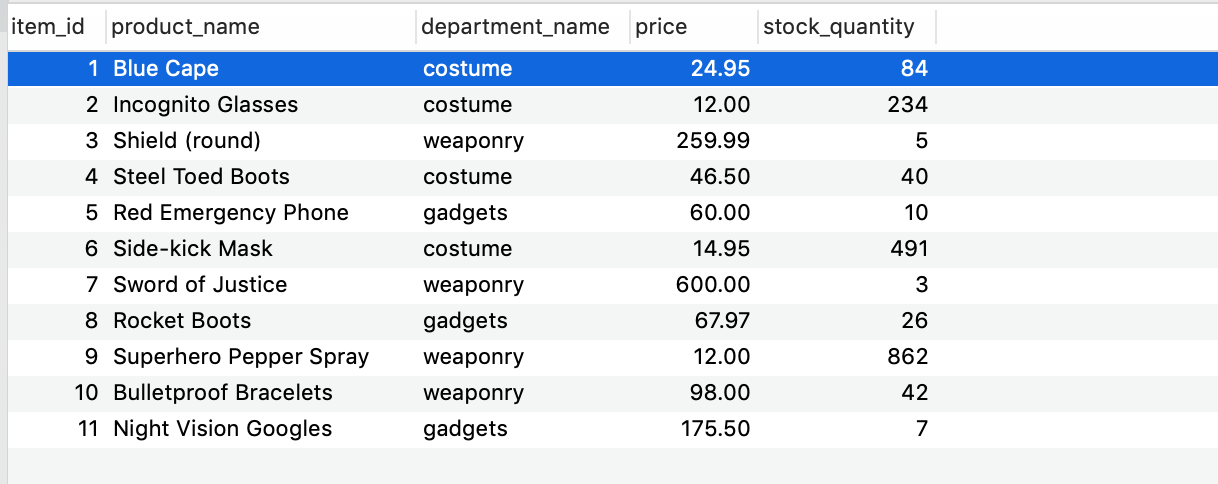 item_id product_name department_name price stock_quantity
1 Blue Cape costume 24.95 84
2 Incognito Glasses costume 12.00 234
3 Shield (round) weaponry 259.99 5
4 Steel Toed Boots costume 46.50 40
5 Red Emergency Phone gadgets 60.00 10
6 Side-kick Mask costume 14.95 491
7 Sword of Justice weaponry 600.00 3
8 Rocket Boots gadgets 67.97 26
9 Superhero Pepper Spray weaponry 12.00 862
10 Bulletproof Bracelets weaponry 98.00 42
11 Night Vision Googles gadgets 175.50 7